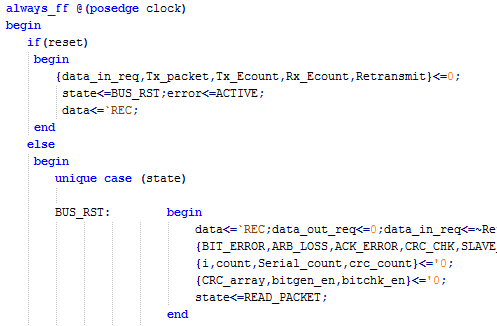 always_ff @(posedge clock)
begin
if(reset)
begin
{data_in_req,Tx_packet,Tx_Ecount,Rx_Ecount,Retransmit}<=0;
state<=BUS_RST;error<=ACTIVE;
data<=`REC;
end
else
begin
unique case (state)
BUS_RST: begin
data<=`REC;data_out_req<=0;data_in_req<=~Re
{BIT_ERROR,ARB_LOSS,ACK_ERROR,CRC_CHK,SLAVE_
{i,count,Serial_count,crc_count}<='0;
{CRC_array,bitgen_en,bitchk_en}<='0;
state<=READ_PACKET;
end